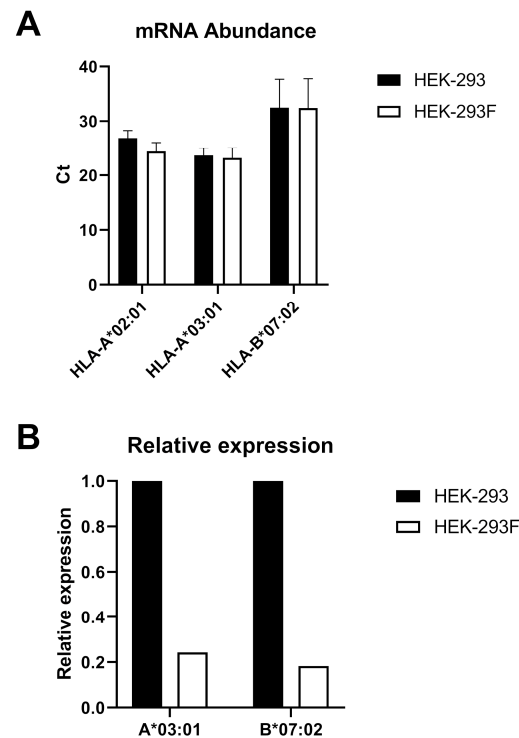 A
mRNA Abundance
40
30
20
10
0
Ct
HLA-A*02:01
HLA-A*03:01
HLA-B*07:02
HEK-293
HEK-293F
B
Relative expression
1.0
0.8
0.6
0.4
0.2
0.0
Relative expression
A*03:01
B*07:02
HEK-293
HEK-293F